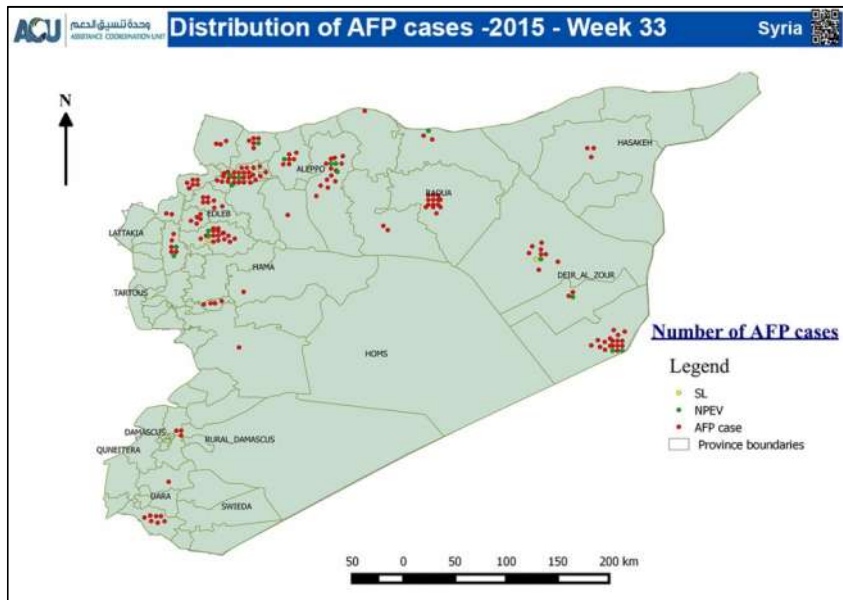 ACU
وحدة تنسيق الدعم
ASSISTANCE COORDINATION UNIT
Distribution of AFP cases -2015 - Week 33
Syria
N
HASAKEH
ALEPPO
RAQUA
EDLEB
LATTAKIA
HAMA
DEIR_AL_ZOUR
TARTOUS
HOMS
Number of AFP cases
Legend
SL
NPEV
AFP case
Province boundaries
DAMASCUS
RURAL_DAMASCUS
QUNEITERA
DARA
SWIEDA
50 0 50 100 150 200 km